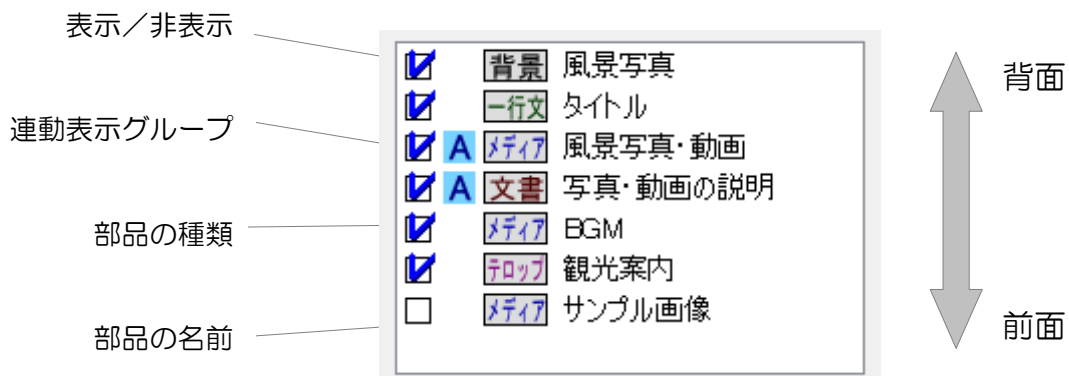 表示／非表示
連動表示グループ
部品の種類
部品の名前
背景 風景写真
一行文 タイトル
A メディア 風景写真・動画
A 文書 写真・動画の説明
メディア BGM
テロップ 観光案内
メディア サンプル画像
背面
前面